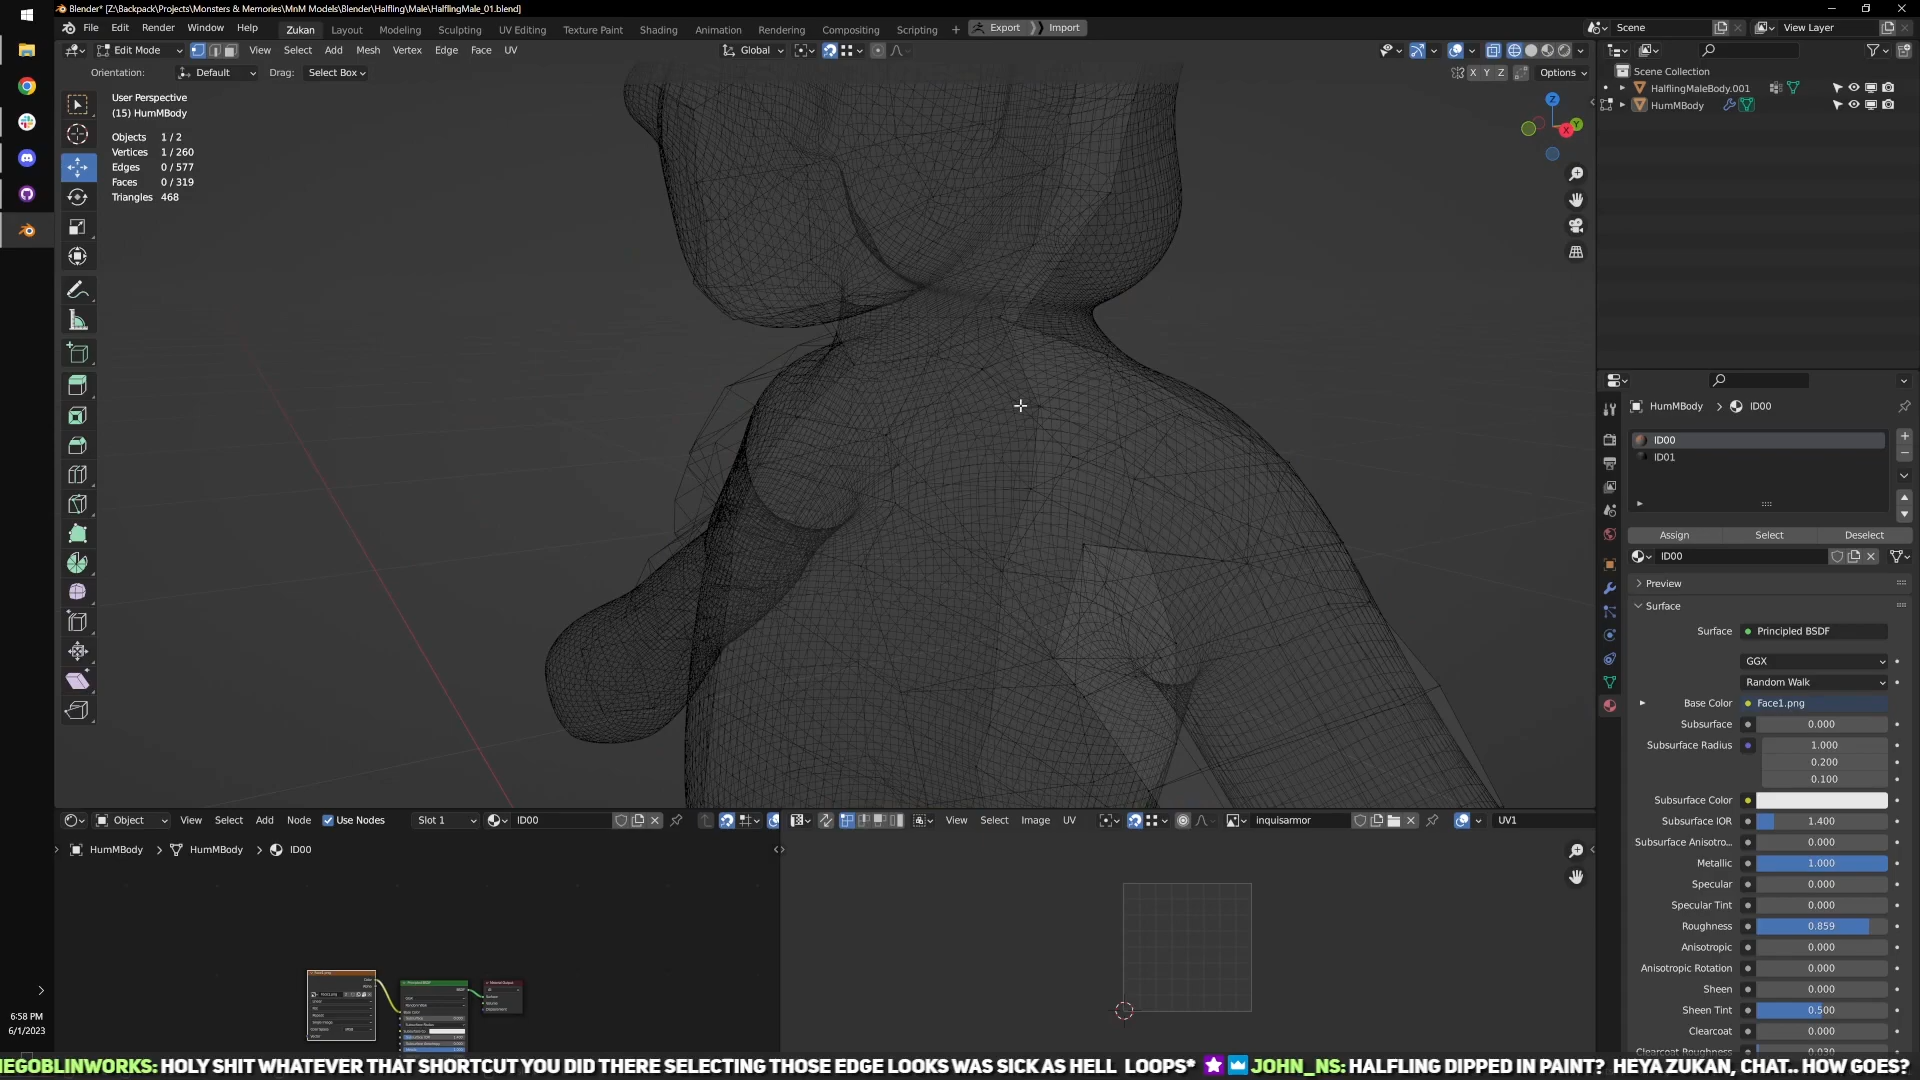 Blender* [Z:\Backpack\Projects\Monsters & Memories\MnM Models\Blender\Halfling\Male\HalflingMale_01.blend]
File Edit Render Window Help Zukan Layout Modeling Sculpting UV Editing Texture Paint Shading Animation Rendering Compositing Scripting + Export Import Scene View Layer
Edit Mode View Select Add Mesh Vertex Edge Face UV Global
Orientation: Default Drag: Select Box X Y Z Options
User Perspective
(15) HumMBody
Objects 1 / 2
Vertices 1 / 260
Edges 0 / 577
Faces 0 / 319
Triangles 468
Z
Y
X
Scene Collection
HalflingMaleBody.001
HumMBody
HumMBody > ID00
ID00
ID01
Assign Select Deselect
ID00
Preview
Surface
Surface Principled BSDF
GGX
Random Walk
Base Color Face1.png
Subsurface 0.000
Subsurface Radius 1.000
0.200
0.100
Subsurface Color
Subsurface IOR 1.400
Subsurface Anisotro... 0.000
Metallic 1.000
Specular 0.000
Specular Tint 0.000
Roughness 0.859
Anisotropic 0.000
Anisotropic Rotation 0.000
Sheen 0.000
Sheen Tint 0.500
Clearcoat 0.000
Clearcoat Roughness 0.030
Object View Select Add Node Use Nodes Slot 1 ID00
HumMBody > HumMBody > ID00
View Select Image UV inquisarmor UV1
6:58 PM
6/1/2023
HEGOBLINWORKS: HOLY SHIT WHATEVER THAT SHORTCUT YOU DID THERE SELECTING THOSE EDGE LOOKS WAS SICK AS HELL LOOPS* JOHN_NS: HALFLING DIPPED IN PAINT? HEYA ZUKAN, CHAT.. HOW GOES?